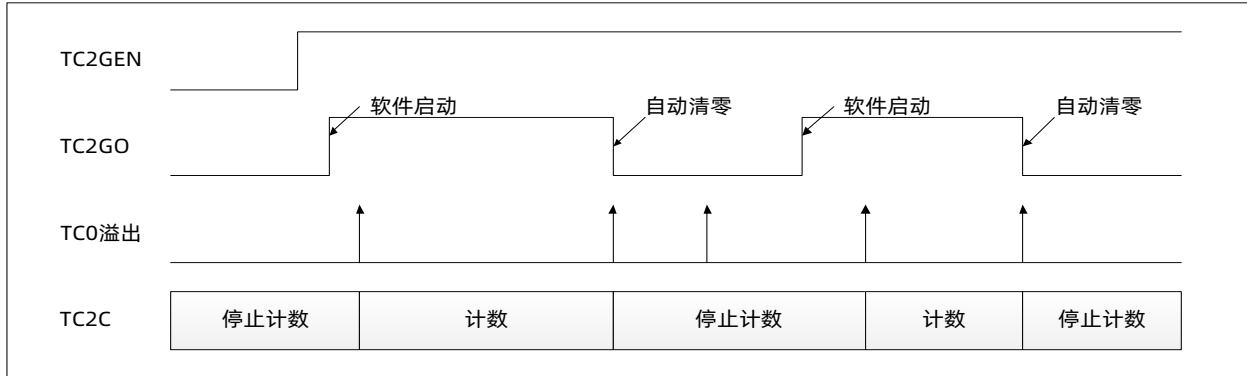 TC2GEN
软件启动 自动清零 软件启动 自动清零
TC2GO
TC0溢出
TC2C 停止计数 计数 停止计数 计数 停止计数